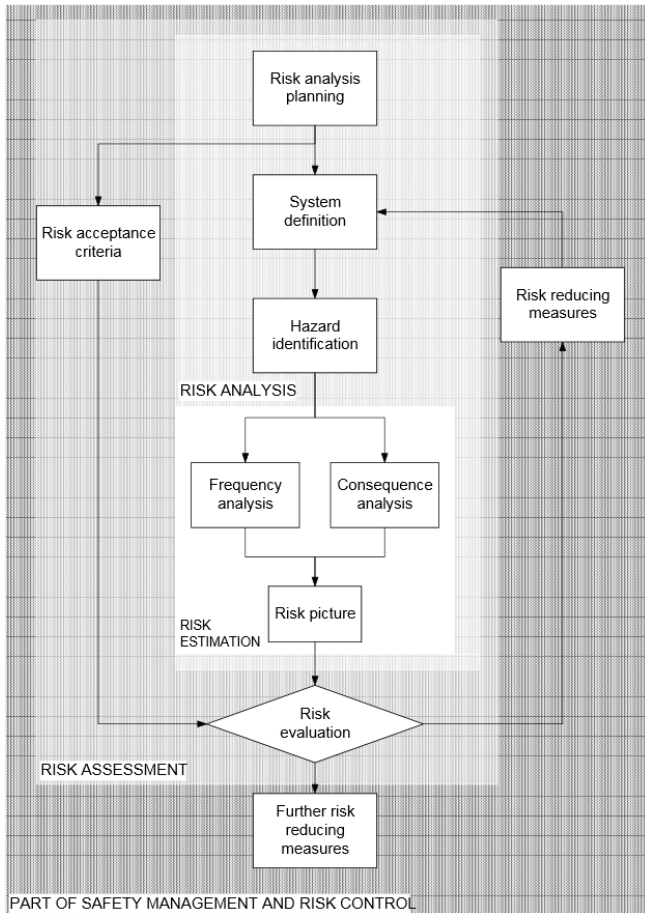 Risk analysis
planning
System
definition
Risk acceptance
criteria
Risk reducing
measures
Hazard
identification
RISK ANALYSIS
Frequency
analysis
Consequence
analysis
Risk picture
RISK
ESTIMATION
Risk
evaluation
RISK ASSESSMENT
Further risk
reducing
measures
PART OF SAFETY MANAGEMENT AND RISK CONTROL